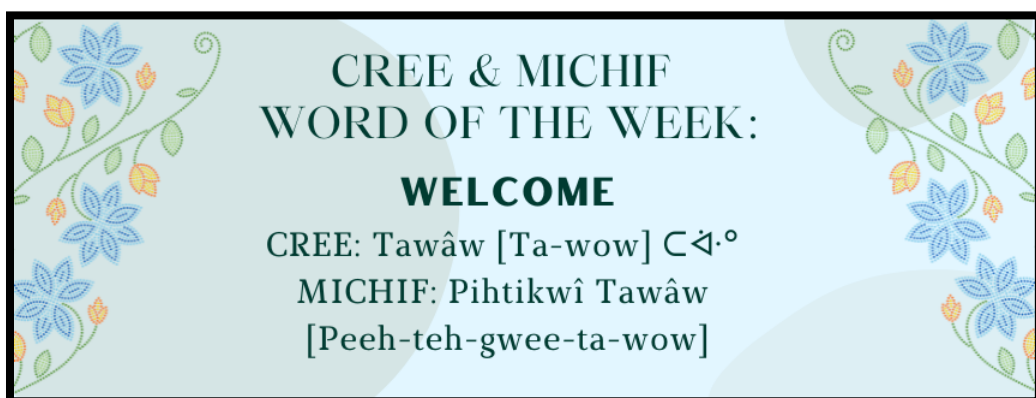 CREE & MICHIF
WORD OF THE WEEK:
WELCOME
CREE: Tawâw [Ta-wow] ᑕᐚᐤ
MICHIF: Pihtikwî Tawâw
[Peeh-teh-gwee-ta-wow]